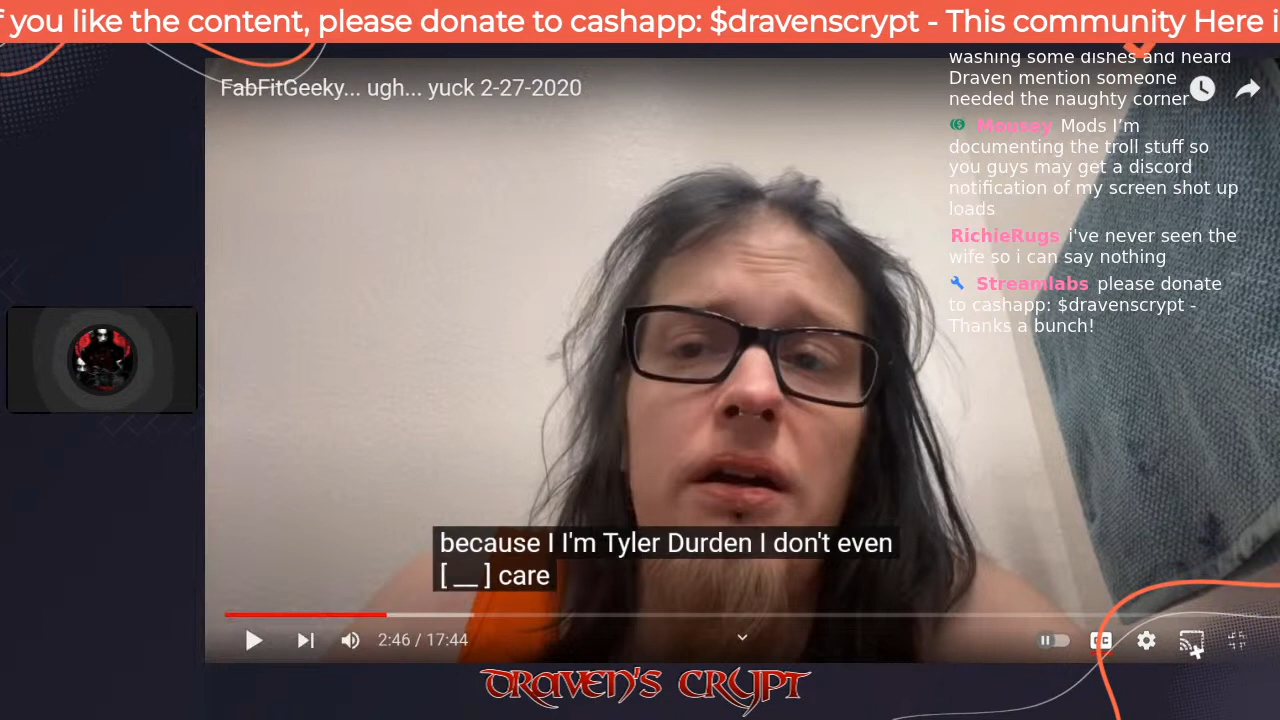 f you like the content, please donate to cashapp: $dravenscrypt - This community Here i
FabFitGeeky... ugh... yuck 2-27-2020
washing some dishes and heard
Draven mention someone
needed the naughty corner
Mousey Mods I’m
documenting the troll stuff so
you guys may get a discord
notification of my screen shot up
loads
RichieRugs i've never seen the
wife so i can say nothing
Streamlabs please donate
to cashapp: $dravenscrypt -
Thanks a bunch!
because I I'm Tyler Durden I don't even
[ __ ] care
2:46 / 17:44
CC
DRAVEN'S CRYPT